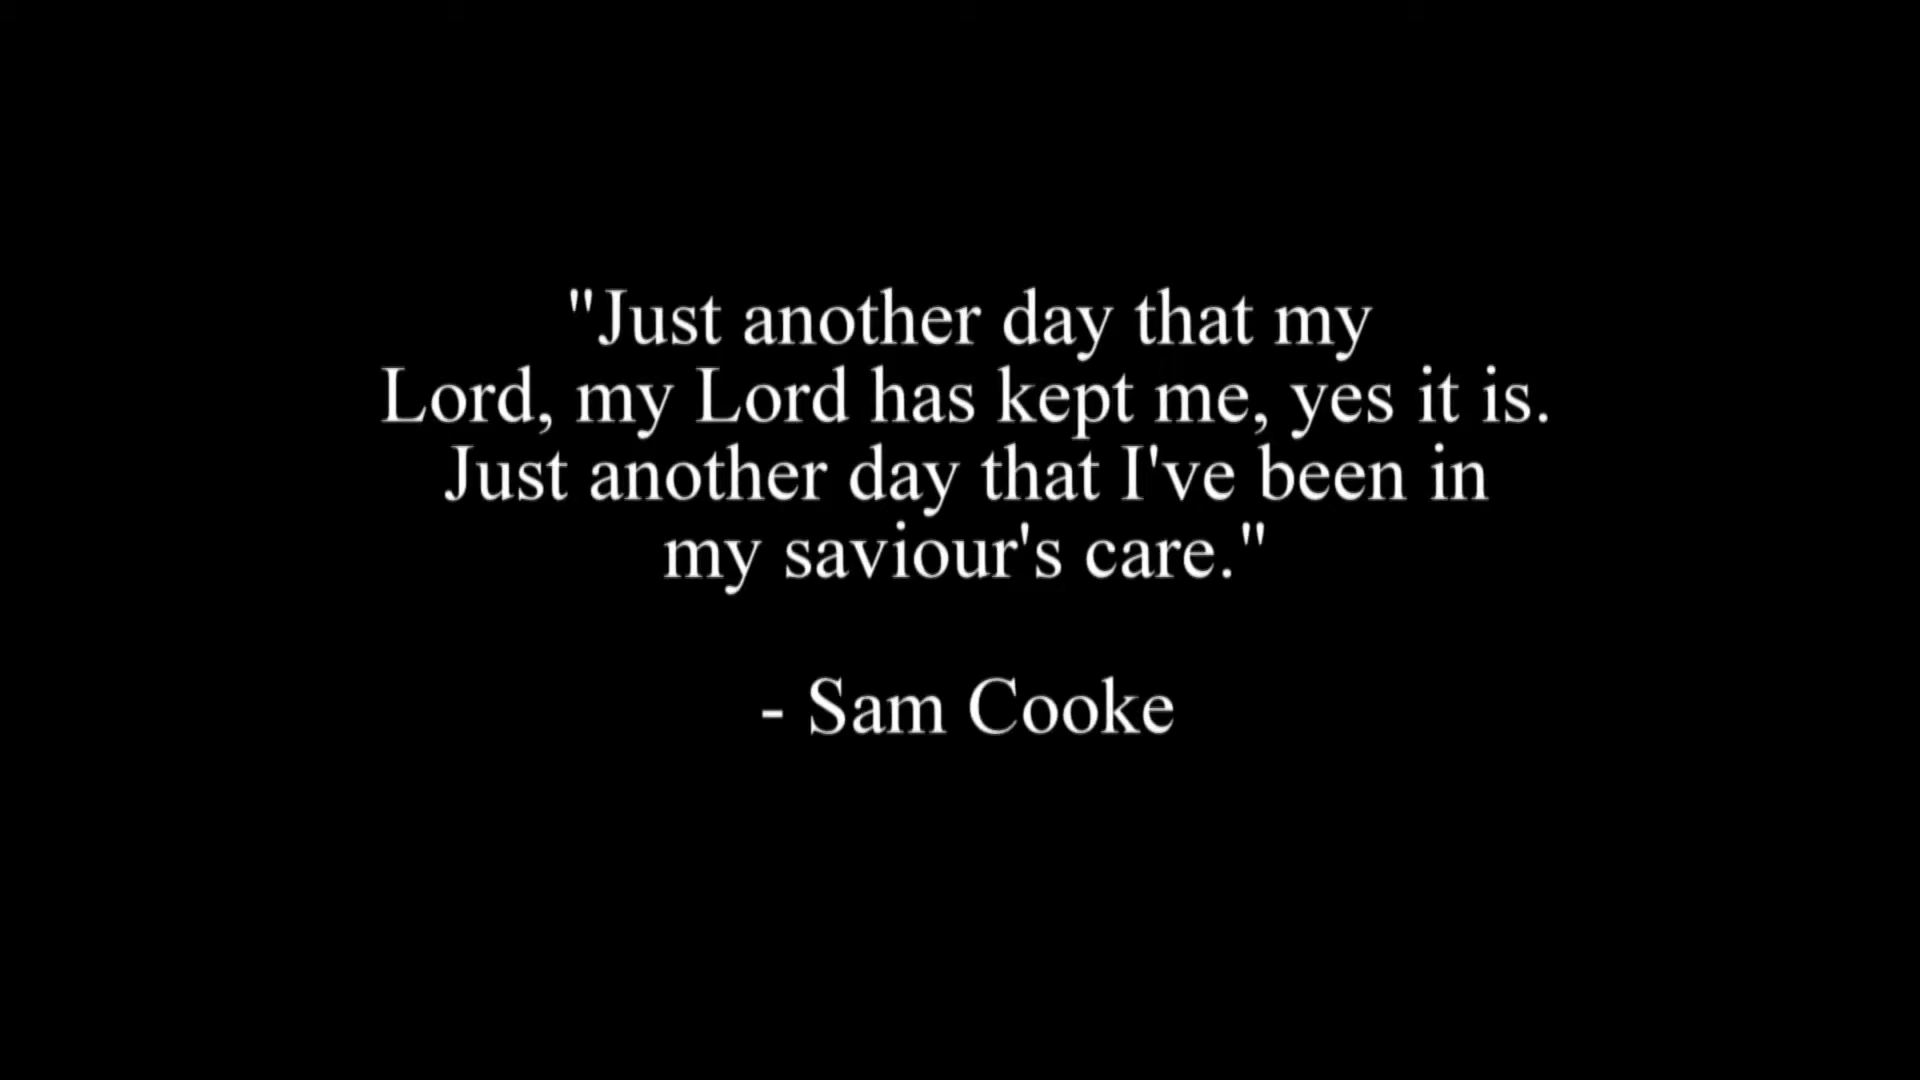 "Just another day that my
Lord, my Lord has kept me, yes it is.
Just another day that I've been in
my saviour's care."
- Sam Cooke